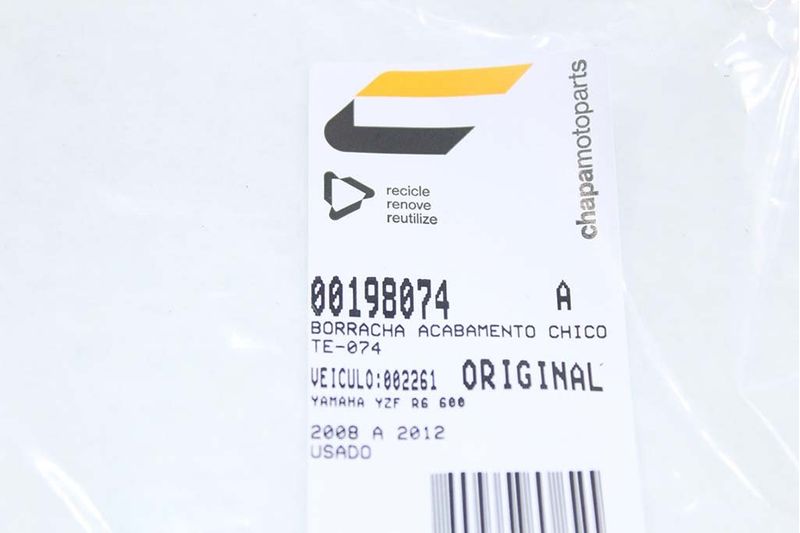 chapamotoparts
recicle
renove
reutilize
00198074 A
BORRACHA ACABAMENTO CHICO
TE-074
VEICULO:002261 ORIGINAL
YAMAHA YZF R6 600
2008 A 2012
USADO